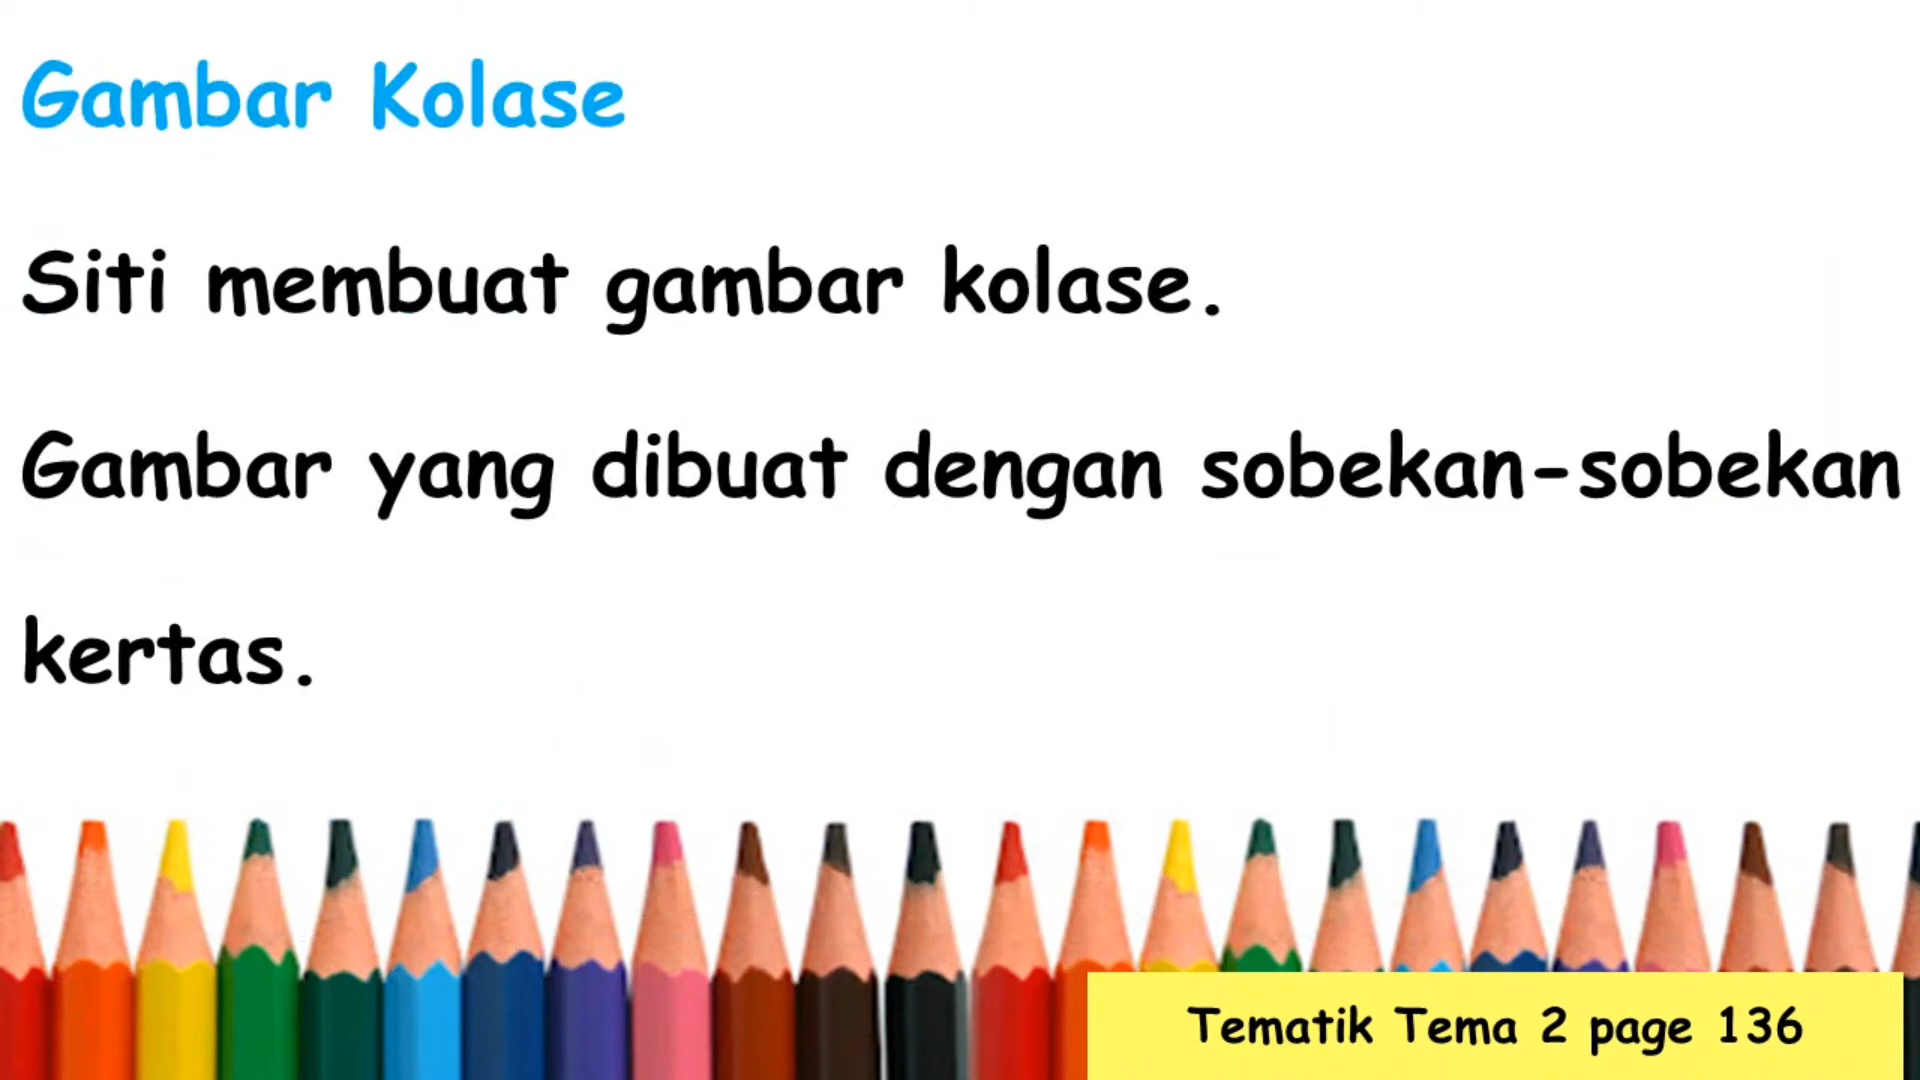 Gambar Kolase
Siti membuat gambar kolase.
Gambar yang dibuat dengan sobekan-sobekan
kertas.
Tematik Tema 2 page 136